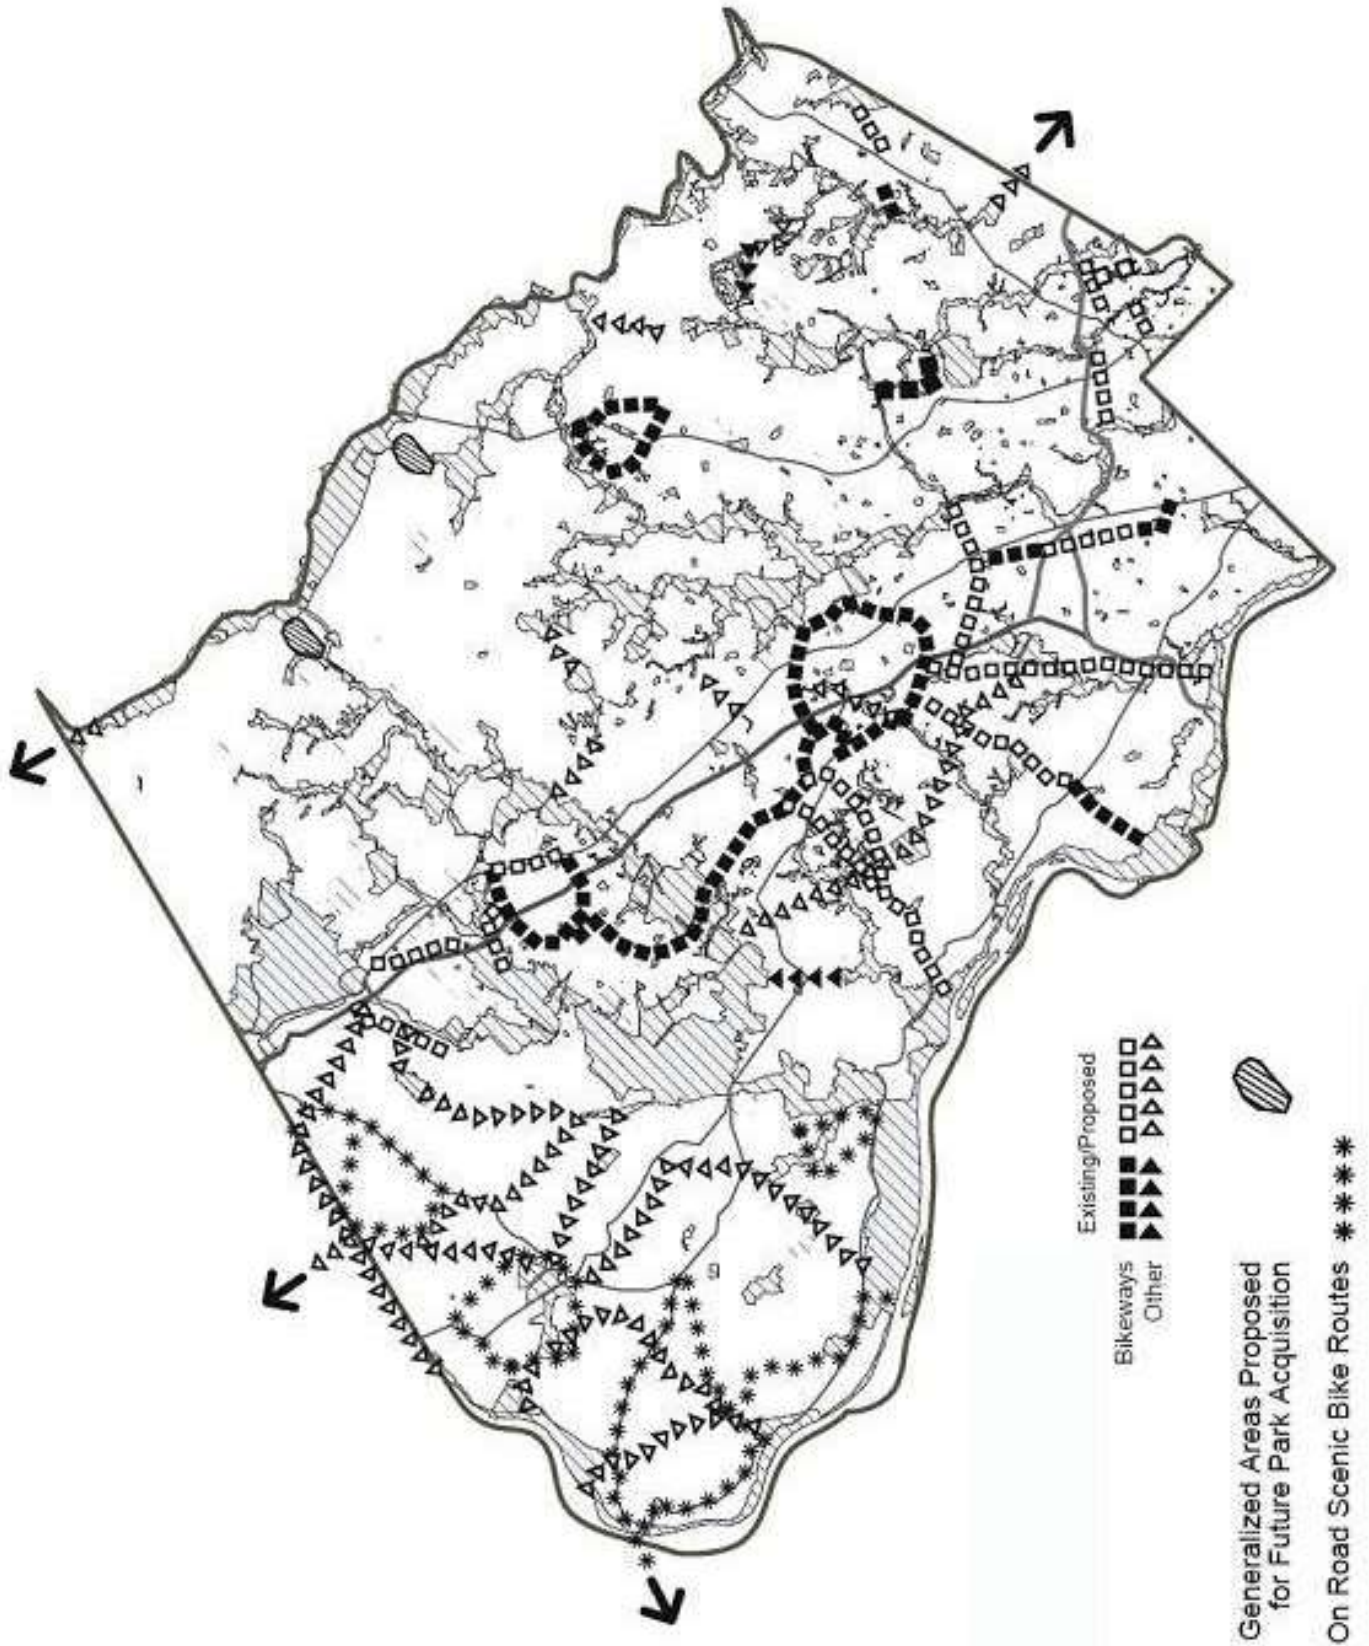 Existing/Proposed
Bikeways
Other
Generalized Areas Proposed
for Future Park Acquisition
On Road Scenic Bike Routes